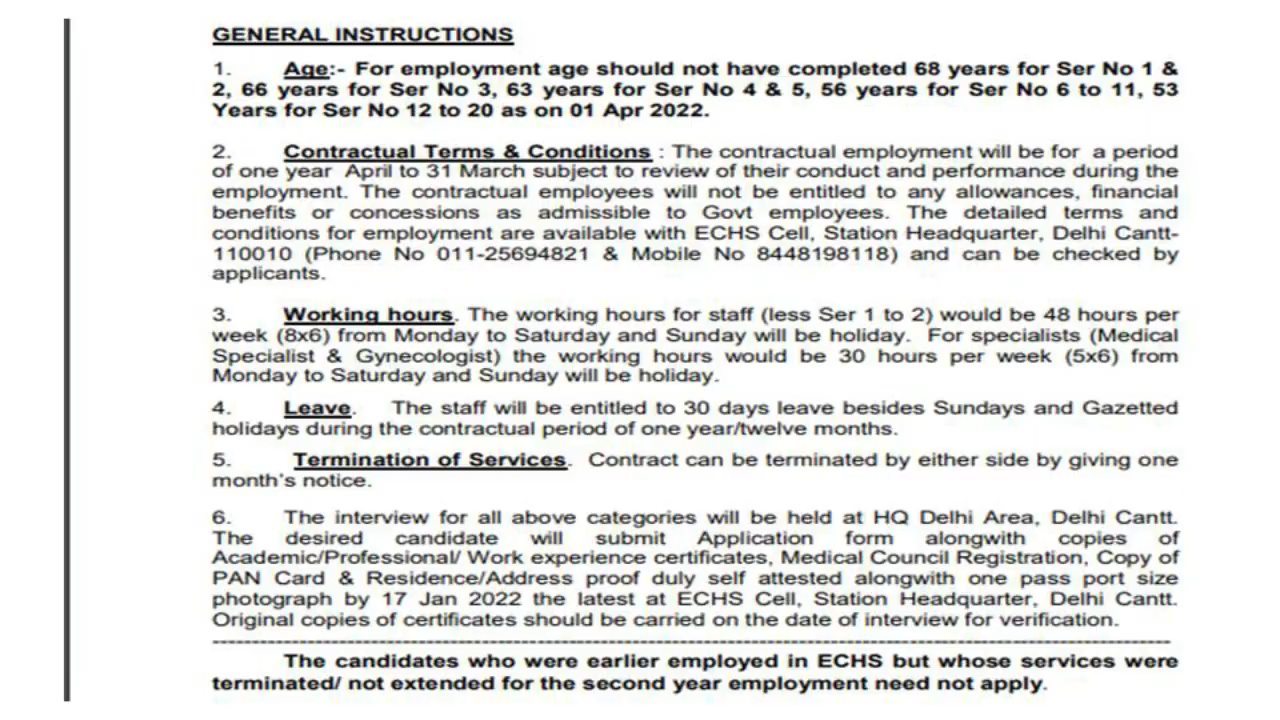 GENERAL INSTRUCTIONS
1. Age:- For employment age should not have completed 68 years for Ser No 1 &
2, 66 years for Ser No 3, 63 years for Ser No 4 & 5, 56 years for Ser No 6 to 11, 53
Years for Ser No 12 to 20 as on 01 Apr 2022.
2. Contractual Terms & Conditions : The contractual employment will be for a period
of one year April to 31 March subject to review of their conduct and performance during the
employment. The contractual employees will not be entitled to any allowances, financial
benefits or concessions as admissible to Govt employees. The detailed terms and
conditions for employment are available with ECHS Cell, Station Headquarter, Delhi Cantt-
110010 (Phone No 011-25694821 & Mobile No 8448198118) and can be checked by
applicants.
3. Working hours. The working hours for staff (less Ser 1 to 2) would be 48 hours per
week (8x6) from Monday to Saturday and Sunday will be holiday. For specialists (Medical
Specialist & Gynecologist) the working hours would be 30 hours per week (5x6) from
Monday to Saturday and Sunday will be holiday.
4. Leave. The staff will be entitled to 30 days leave besides Sundays and Gazetted
holidays during the contractual period of one year/twelve months.
5. Termination of Services. Contract can be terminated by either side by giving one
month's notice.
6. The interview for all above categories will be held at HQ Delhi Area, Delhi Cantt.
The desired candidate will submit Application form alongwith copies of
Academic/Professional/ Work experience certificates, Medical Council Registration, Copy of
PAN Card & Residence/Address proof duly self attested alongwith one pass port size
photograph by 17 Jan 2022 the latest at ECHS Cell, Station Headquarter, Delhi Cantt.
Original copies of certificates should be carried on the date of interview for verification.
The candidates who were earlier employed in ECHS but whose services were
terminated/ not extended for the second year employment need not apply.